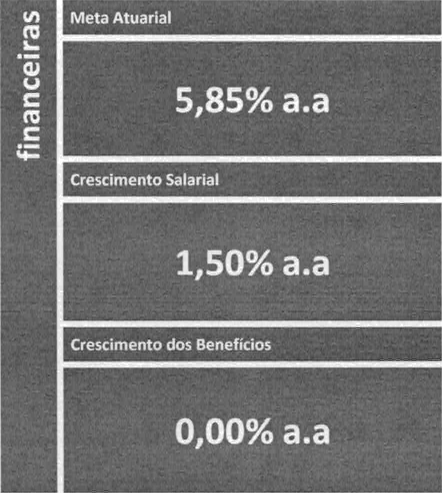 financeiras
Meta Atuarial
5,85% a.a
Crescimento Salarial
1,50% a.a
Crescimento dos Benefícios
0,00% a.a